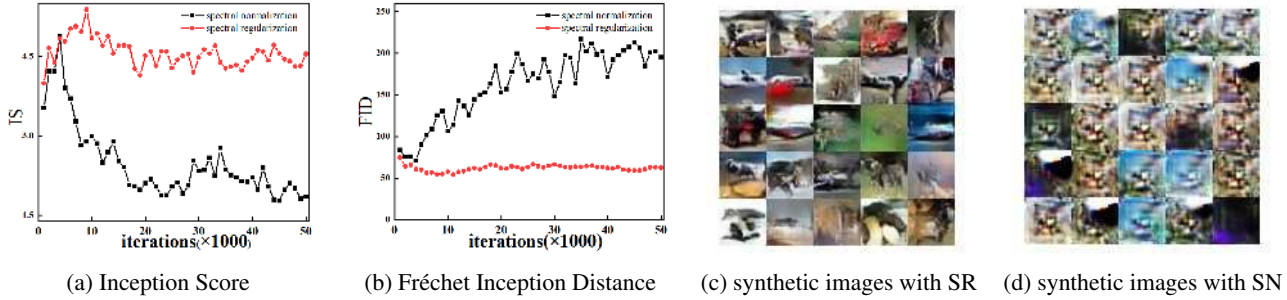 spectral normalization
spectral regularization
IS
4.5
3.0
1.5
0 10 20 30 40 50
iterations(×1000)
spectral normalization
spectral regularization
FID
250
200
150
100
50
0
0 10 20 30 40 50
iterations(×1000)
(a) Inception Score
(b) Fréchet Inception Distance
(c) synthetic images with SR
(d) synthetic images with SN